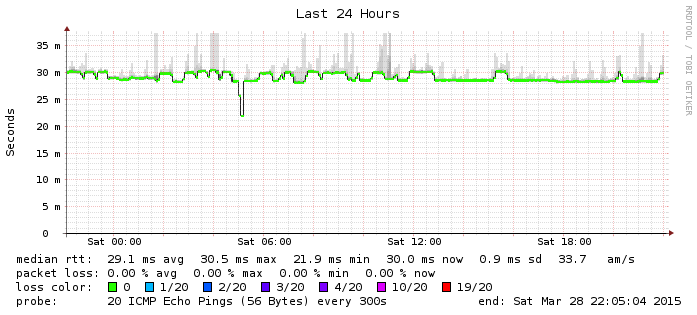 Last 24 Hours
RRDTOOL / TOBI OETIKER
Seconds
35 m
30 m
25 m
20 m
15 m
10 m
5 m
0
Sat 00:00 Sat 06:00 Sat 12:00 Sat 18:00
median rtt: 29.1 ms avg 30.5 ms max 21.9 ms min 30.0 ms now 0.9 ms sd 33.7 am/s
packet loss: 0.00 % avg 0.00 % max 0.00 % min 0.00 % now
loss color: 0 1/20 2/20 3/20 4/20 10/20 19/20
probe: 20 ICMP Echo Pings (56 Bytes) every 300s end: Sat Mar 28 22:05:04 2015